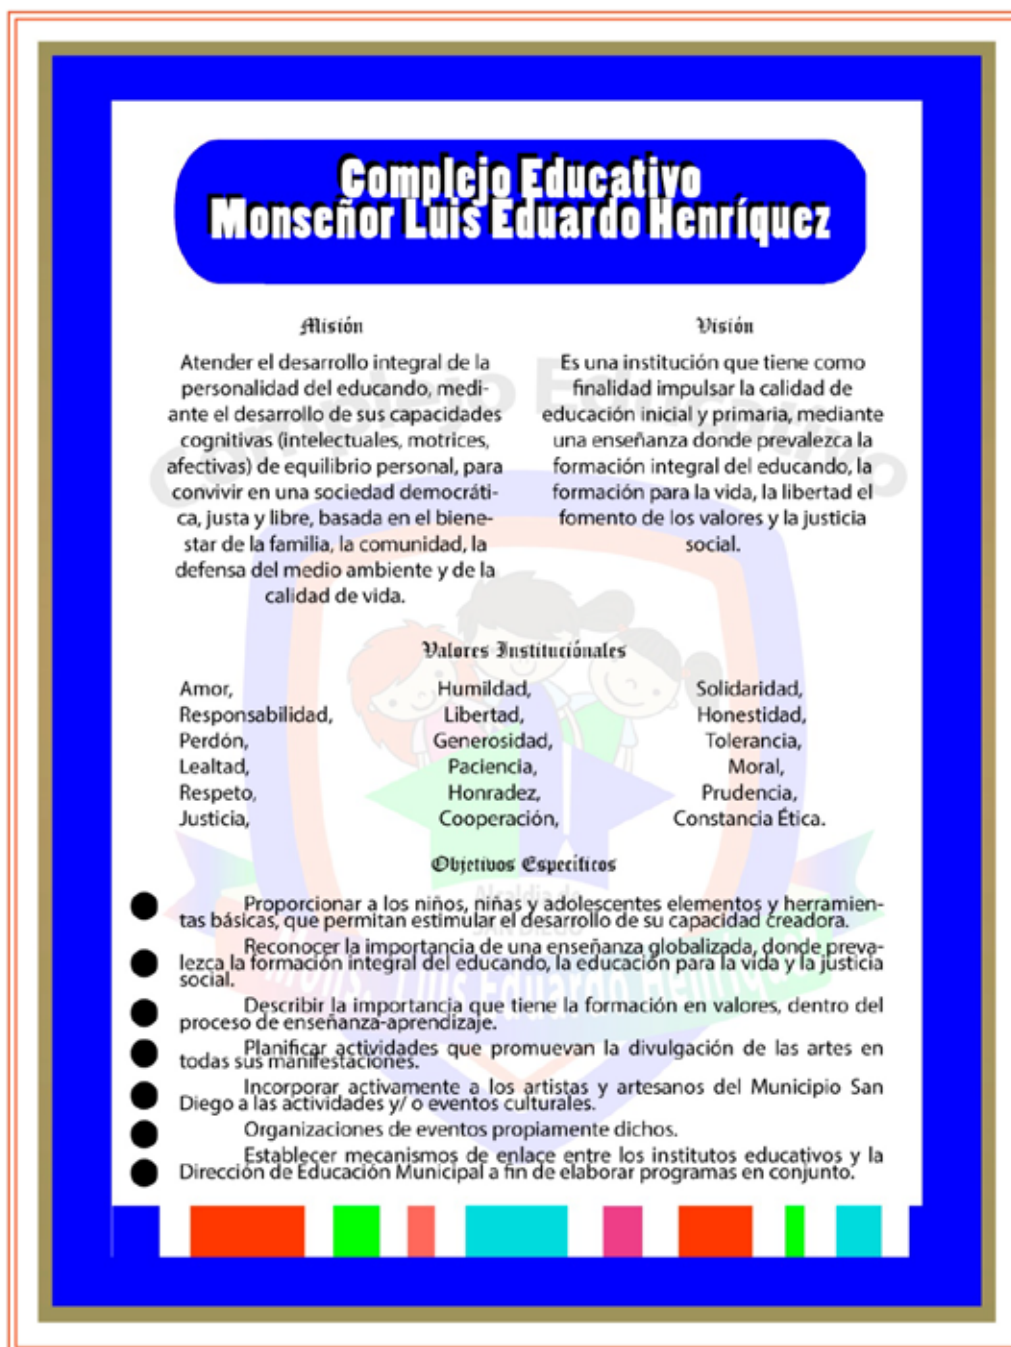 Complejo Educativo
Monseñor Luis Eduardo Henríquez
Misión
Atender el desarrollo integral de la
personalidad del educando, medi-
ante el desarrollo de sus capacidades
cognitivas (intelectuales, motrices,
afectivas) de equilibrio personal, para
convivir en una sociedad democráti-
ca, justa y libre, basada en el biene-
star de la familia, la comunidad, la
defensa del medio ambiente y de la
calidad de vida.
Visión
Es una institución que tiene como
finalidad impulsar la calidad de
educación inicial y primaria, mediante
una enseñanza donde prevalezca la
formación integral del educando, la
formación para la vida, la libertad el
fomento de los valores y la justicia
social.
Valores Instituciónales
Amor,
Responsabilidad,
Perdón,
Lealtad,
Respeto,
Justicia,
Humildad,
Libertad,
Generosidad,
Paciencia,
Honradez,
Cooperación,
Solidaridad,
Honestidad,
Tolerancia,
Moral,
Prudencia,
Constancia Ética.
Objetivos Específicos
Proporcionar a los niños, niñas y adolescentes elementos y herramien-
tas básicas, que permitan estimular el desarrollo de su capacidad creadora.
Reconocer la importancia de una enseñanza globalizada, donde preva-
lezca la formación integral del educando, la educación para la vida y la justicia
social.
Describir la importancia que tiene la formación en valores, dentro del
proceso de enseñanza-aprendizaje.
Planificar actividades que promuevan la divulgación de las artes en
todas sus manifestaciones.
Incorporar activamente a los artistas y artesanos del Municipio San
Diego a las actividades y/ o eventos culturales.
Organizaciones de eventos propiamente dichos.
Establecer mecanismos de enlace entre los institutos educativos y la
Dirección de Educación Municipal a fin de elaborar programas en conjunto.
Complejo Educativo
Alcaldia de
SAN DIEGO
Mons. Luis Eduardo Henríquez